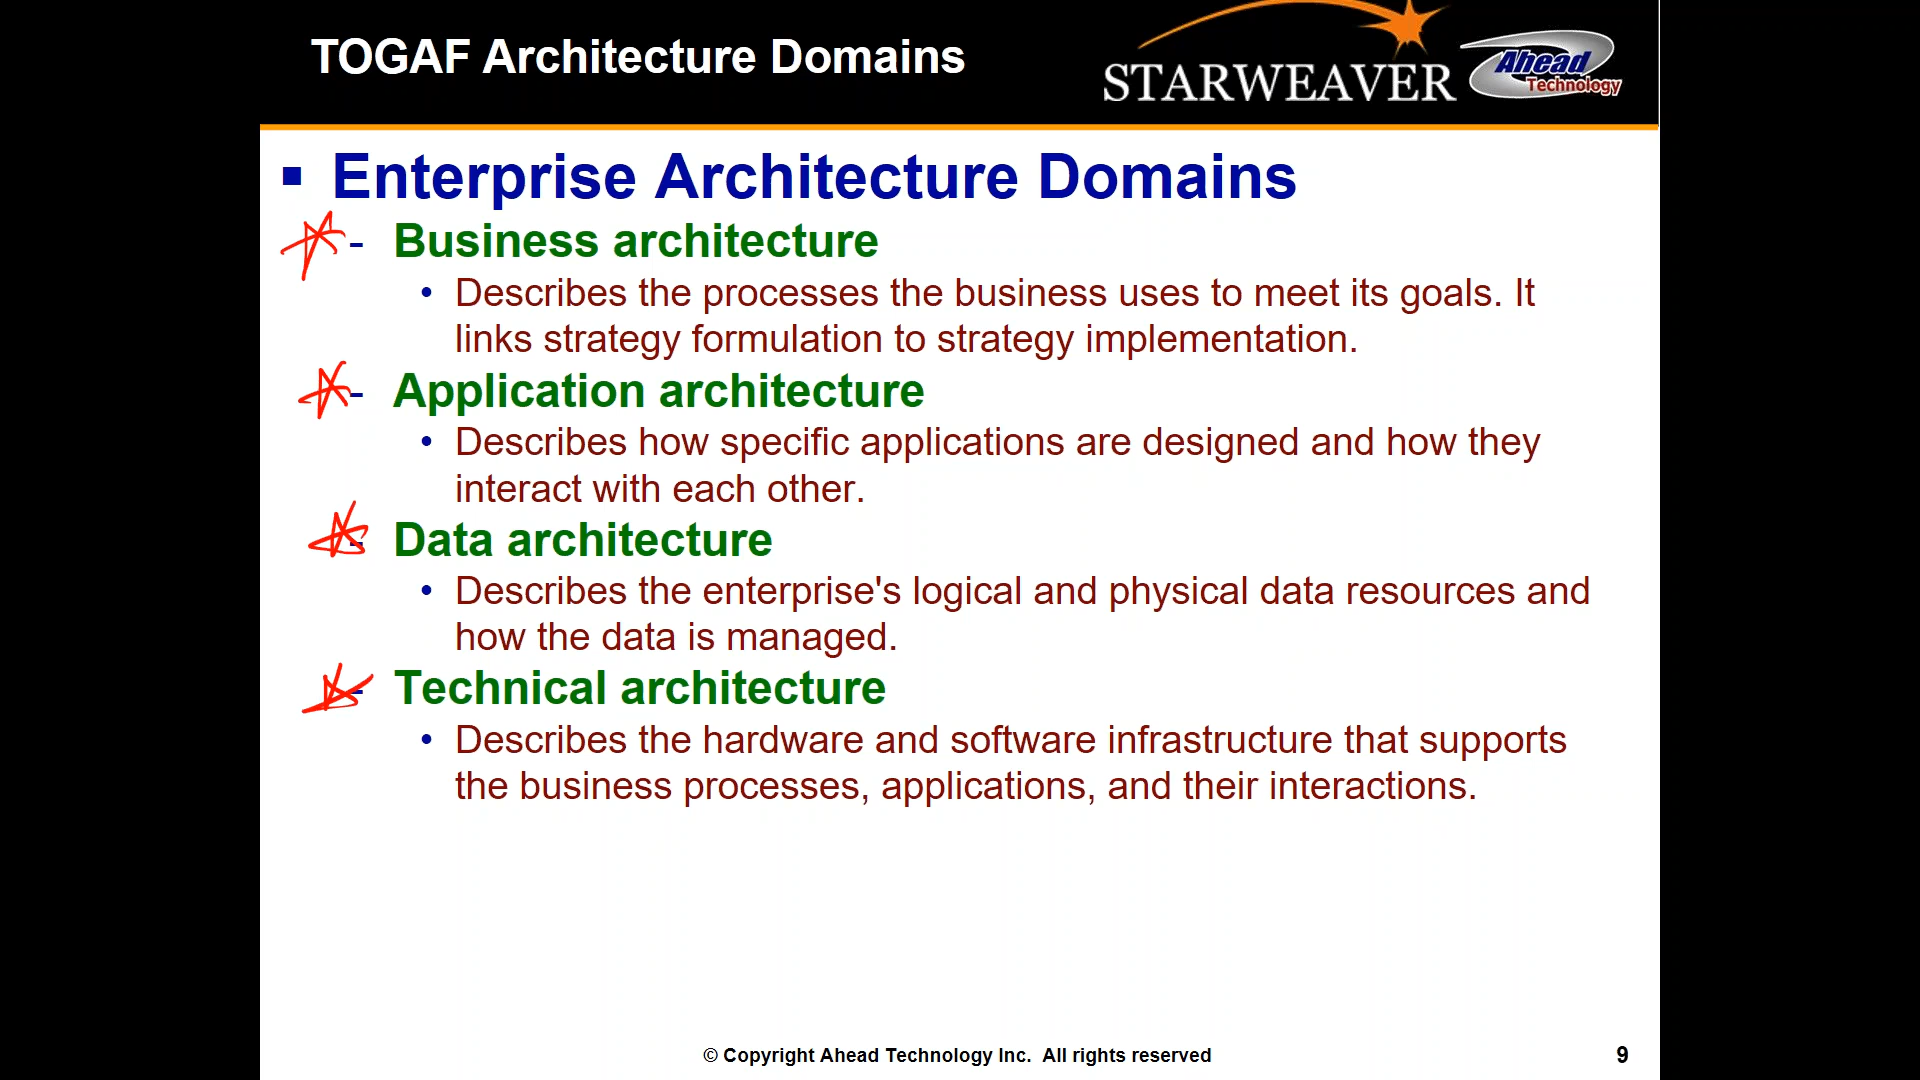 TOGAF Architecture Domains
STARWEAVER
Ahead
Technology
▪ Enterprise Architecture Domains
- Business architecture
• Describes the processes the business uses to meet its goals. It
links strategy formulation to strategy implementation.
- Application architecture
• Describes how specific applications are designed and how they
interact with each other.
- Data architecture
• Describes the enterprise's logical and physical data resources and
how the data is managed.
- Technical architecture
• Describes the hardware and software infrastructure that supports
the business processes, applications, and their interactions.
© Copyright Ahead Technology Inc. All rights reserved
9